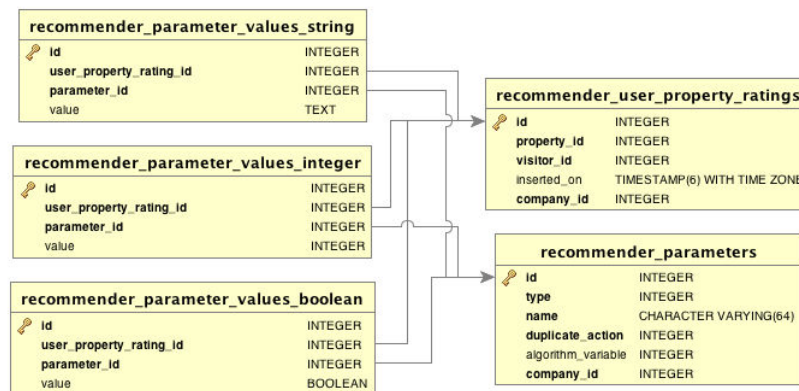 recommender_parameter_values_string
id INTEGER
user_property_rating_id INTEGER
parameter_id INTEGER
value TEXT
recommender_parameter_values_integer
id INTEGER
user_property_rating_id INTEGER
parameter_id INTEGER
value INTEGER
recommender_parameter_values_boolean
id INTEGER
user_property_rating_id INTEGER
parameter_id INTEGER
value BOOLEAN
recommender_user_property_ratings
id INTEGER
property_id INTEGER
visitor_id INTEGER
inserted_on TIMESTAMP(6) WITH TIME ZONE
company_id INTEGER
recommender_parameters
id INTEGER
type INTEGER
name CHARACTER VARYING(64)
duplicate_action INTEGER
algorithm_variable INTEGER
company_id INTEGER